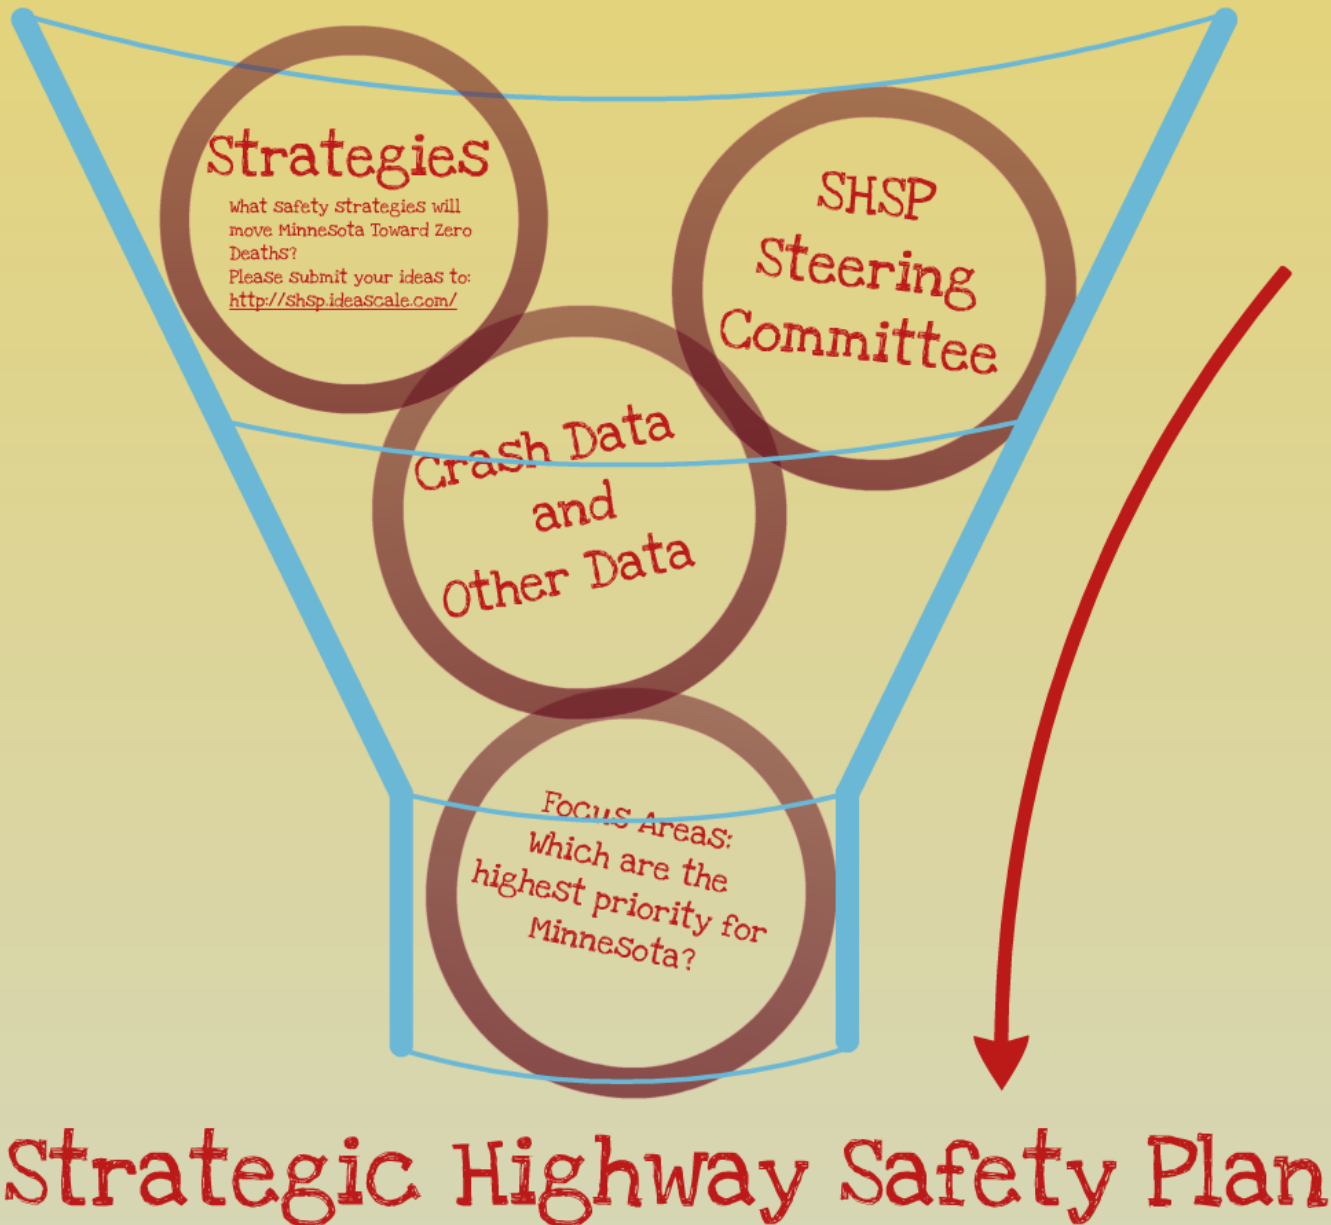 Strategies
What safety strategies will
move Minnesota Toward Zero
Deaths?
Please submit your ideas to:
http://shsp.ideascale.com/
SHSP
Steering
Committee
Crash Data
and
Other Data
Focus Areas:
Which are the
highest priority for
Minnesota?
Strategic Highway Safety Plan